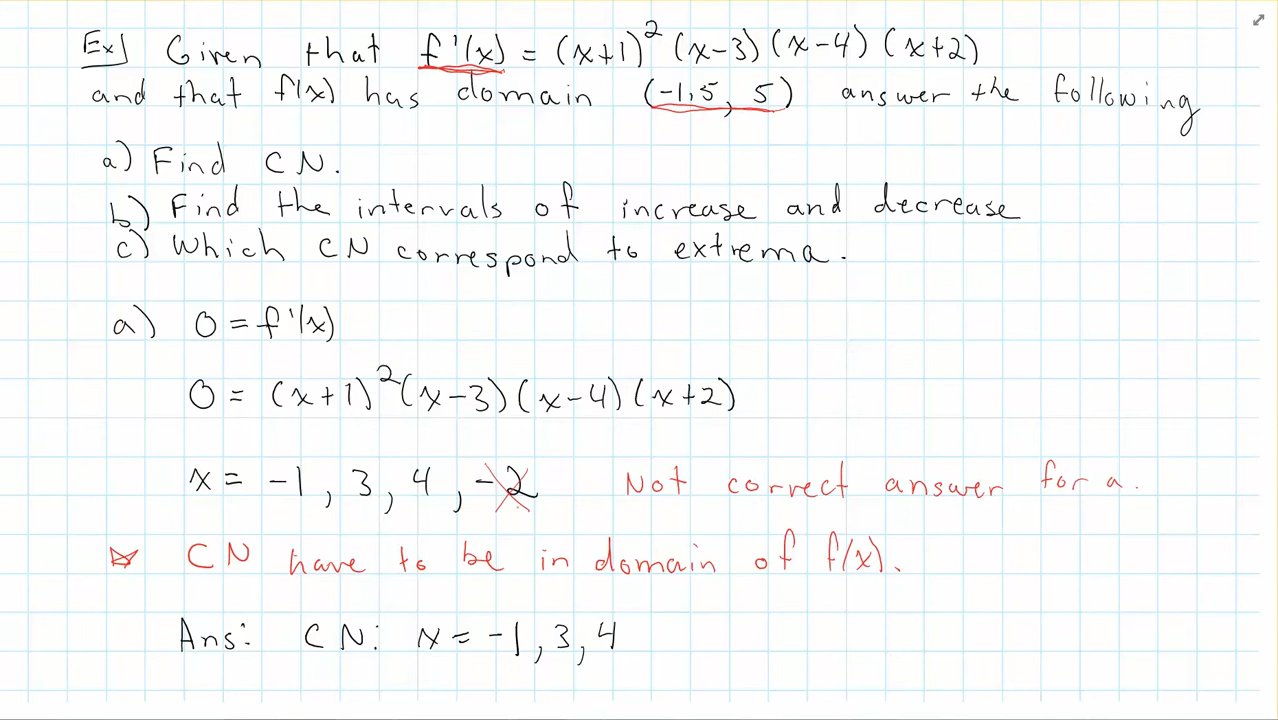 Ex] Given that f'(x) = (x+1)² (x-3) (x-4) (x+2)
and that f(x) has domain (-1.5, 5) answer the following
a) Find CN.
b) Find the intervals of increase and decrease
c) Which CN correspond to extrema.
a) 0 = f'(x)
0 = (x+1)² (x-3) (x-4) (x+2)
x = -1, 3, 4, -2 Not correct answer for a.
☆ CN have to be in domain of f(x).
Ans: CN: x = -1, 3, 4